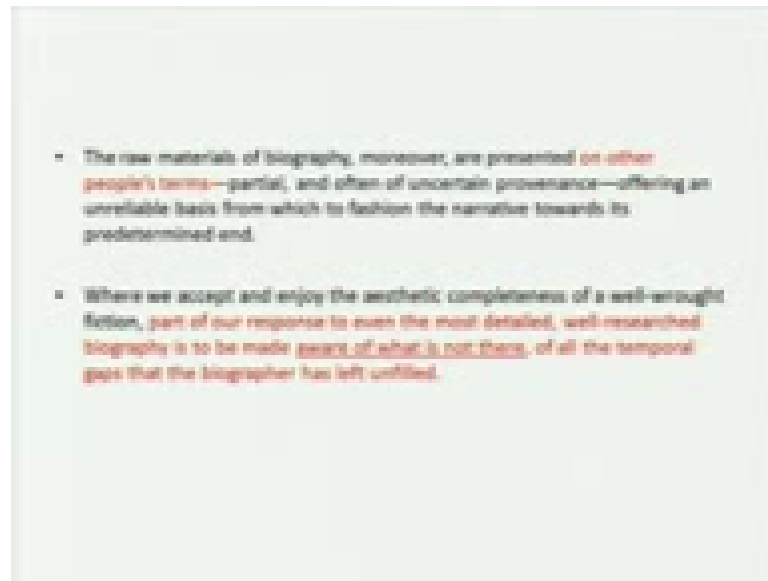 • The raw materials of biography, moreover, are presented on other
people's terms—partial, and often of uncertain provenance—offering an
unreliable basis from which to fashion the narrative towards its
predetermined end.
• Where we accept and enjoy the aesthetic completeness of a well-wrought
fiction, part of our response to even the most detailed, well-researched
biography is to be made aware of what is not there, of all the temporal
gaps that the biographer has left unfilled.